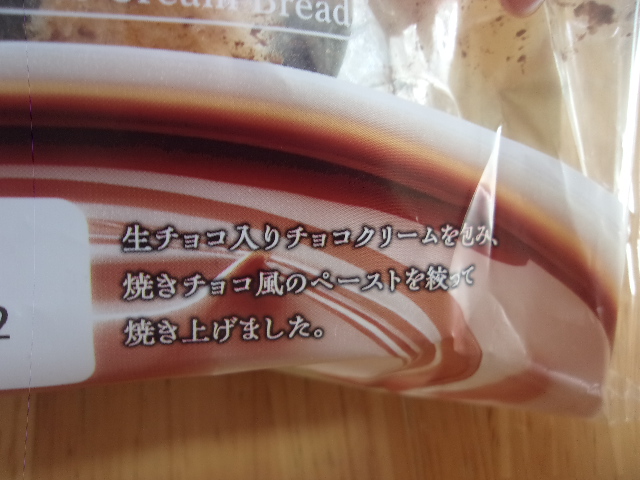 Cream Bread
生チョコ入りチョコクリームを包み、
焼きチョコ風のペーストを絞って
焼き上げました。
2